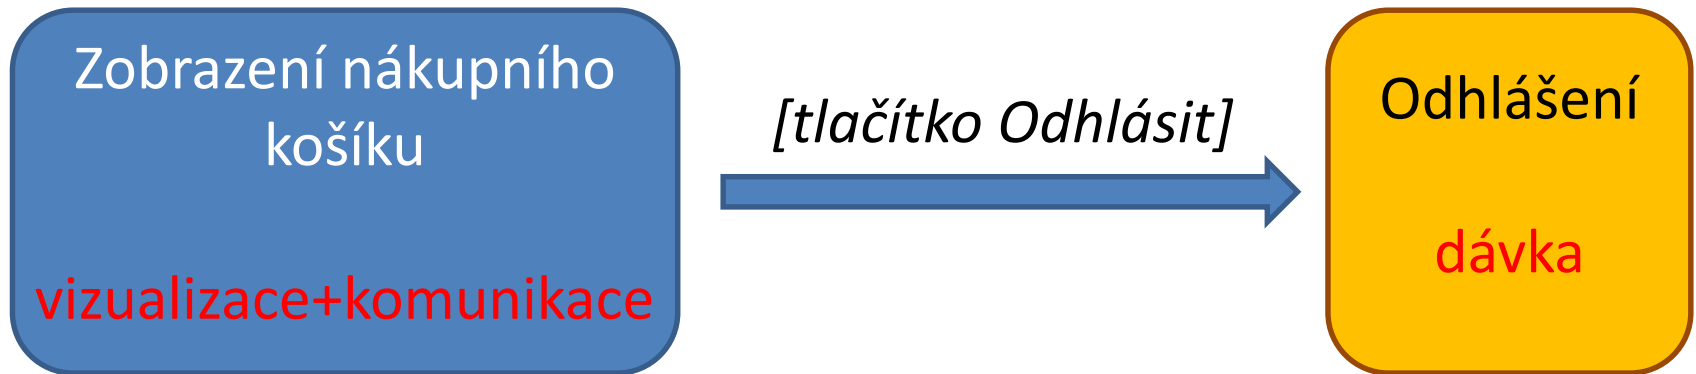 Zobrazení nákupního
košíku
vizualizace+komunikace
[tlačítko Odhlásit]
Odhlášení
dávka